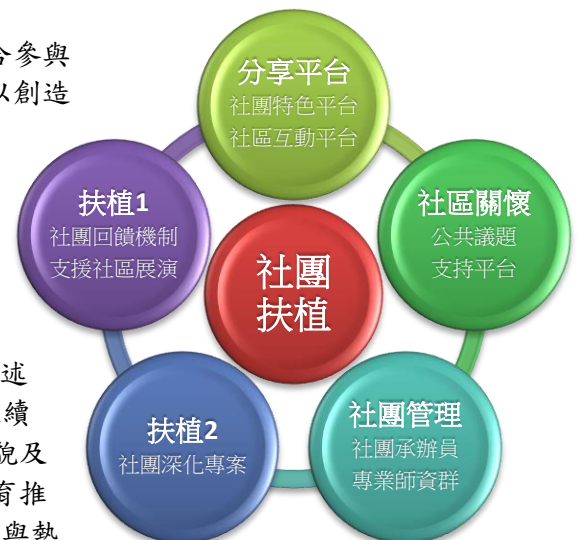 合參與
以創造
分享平台
社團特色平台
社區互動平台
扶植1
社團回饋機制
支援社區展演
社區關懷
公共議題
支持平台
社團
扶植
述
續
貌及
育推
與熱
扶植2
社團深化專案
社團管理
社團承辦員
專業師資群